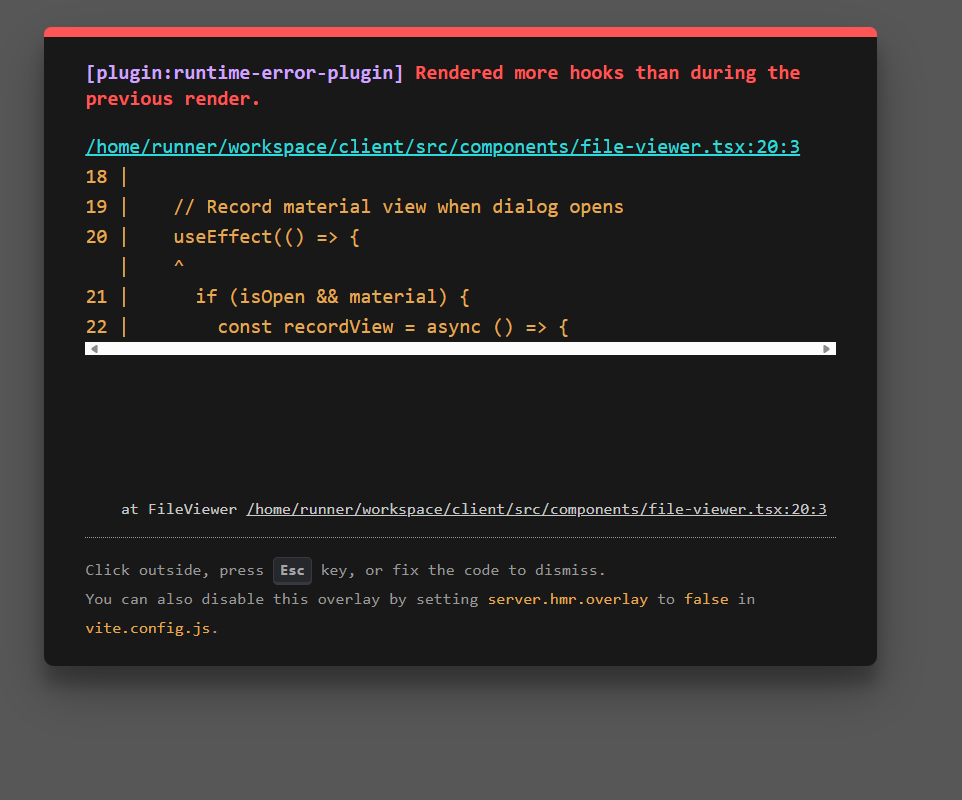 [plugin:runtime-error-plugin] Rendered more hooks than during the
previous render.
/home/runner/workspace/client/src/components/file-viewer.tsx:20:3
18 |
19 |    // Record material view when dialog opens
20 |    useEffect(() => {
   |    ^
21 |      if (isOpen && material) {
22 |        const recordView = async () => {
at FileViewer /home/runner/workspace/client/src/components/file-viewer.tsx:20:3
Click outside, press Esc key, or fix the code to dismiss.
You can also disable this overlay by setting server.hmr.overlay to false in
vite.config.js.